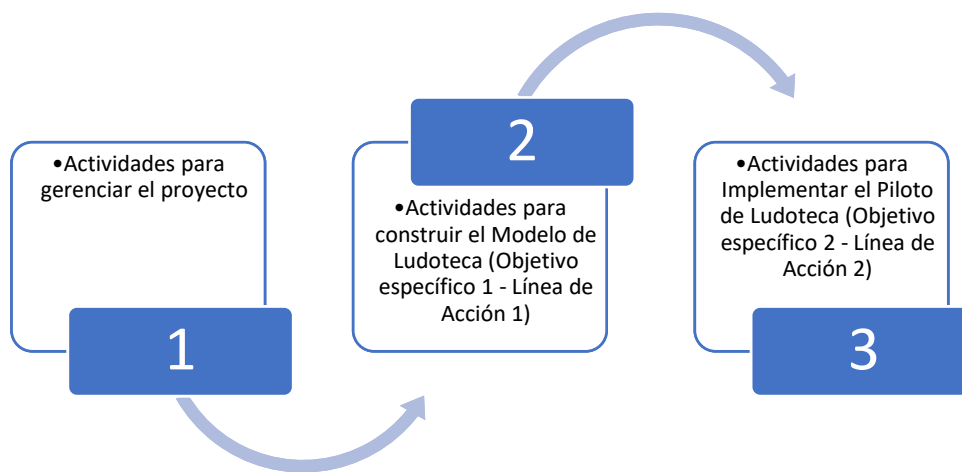 •Actividades para
gerenciar el proyecto
1
2
•Actividades para
construir el Modelo de
Ludoteca (Objetivo
específico 1 - Línea de
Acción 1)
•Actividades para
Implementar el Piloto
de Ludoteca (Objetivo
específico 2 - Línea de
Acción 2)
3